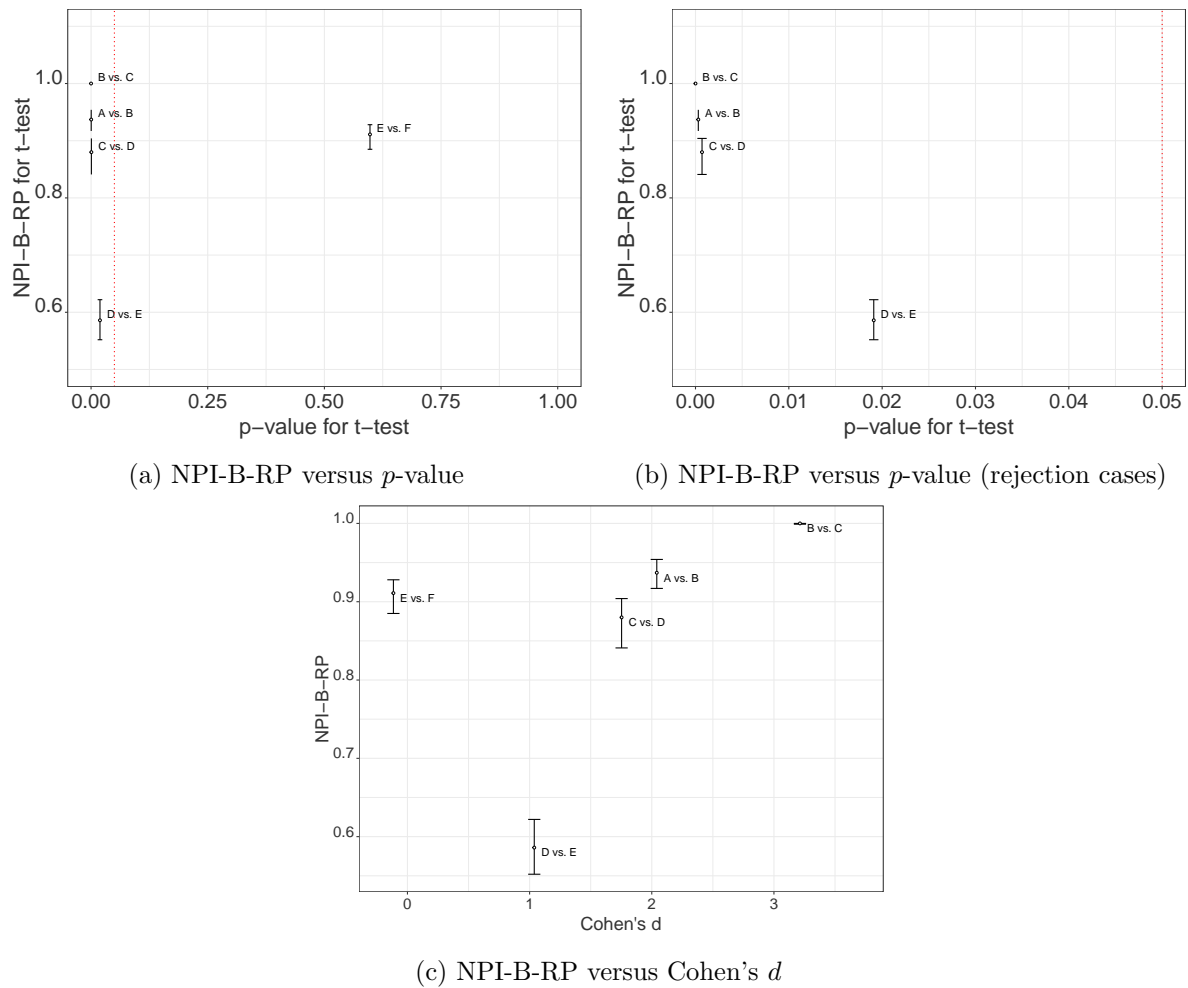 NPI−B−RP for t−test
1.0
0.8
0.6
B vs. C
A vs. B
C vs. D
E vs. F
D vs. E
0.00 0.25 0.50 0.75 1.00
p−value for t−test
(a) NPI-B-RP versus p-value
NPI−B−RP for t−test
1.0
0.8
0.6
B vs. C
A vs. B
C vs. D
D vs. E
0.00 0.01 0.02 0.03 0.04 0.05
p−value for t−test
(b) NPI-B-RP versus p-value (rejection cases)
NPI−B−RP
1.0
0.9
0.8
0.7
0.6
B vs. C
A vs. B
E vs. F
C vs. D
D vs. E
0 1 2 3
Cohen's d
(c) NPI-B-RP versus Cohen's d